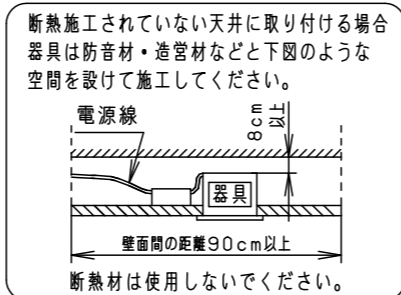 断熱施工されていない天井に取り付ける場合
器具は防音材・造営材などと下図のような
空間を設けて施工してください。
電源線
8cm
以上
器具
壁面間の距離90cm以上
断熱材は使用しないでください。